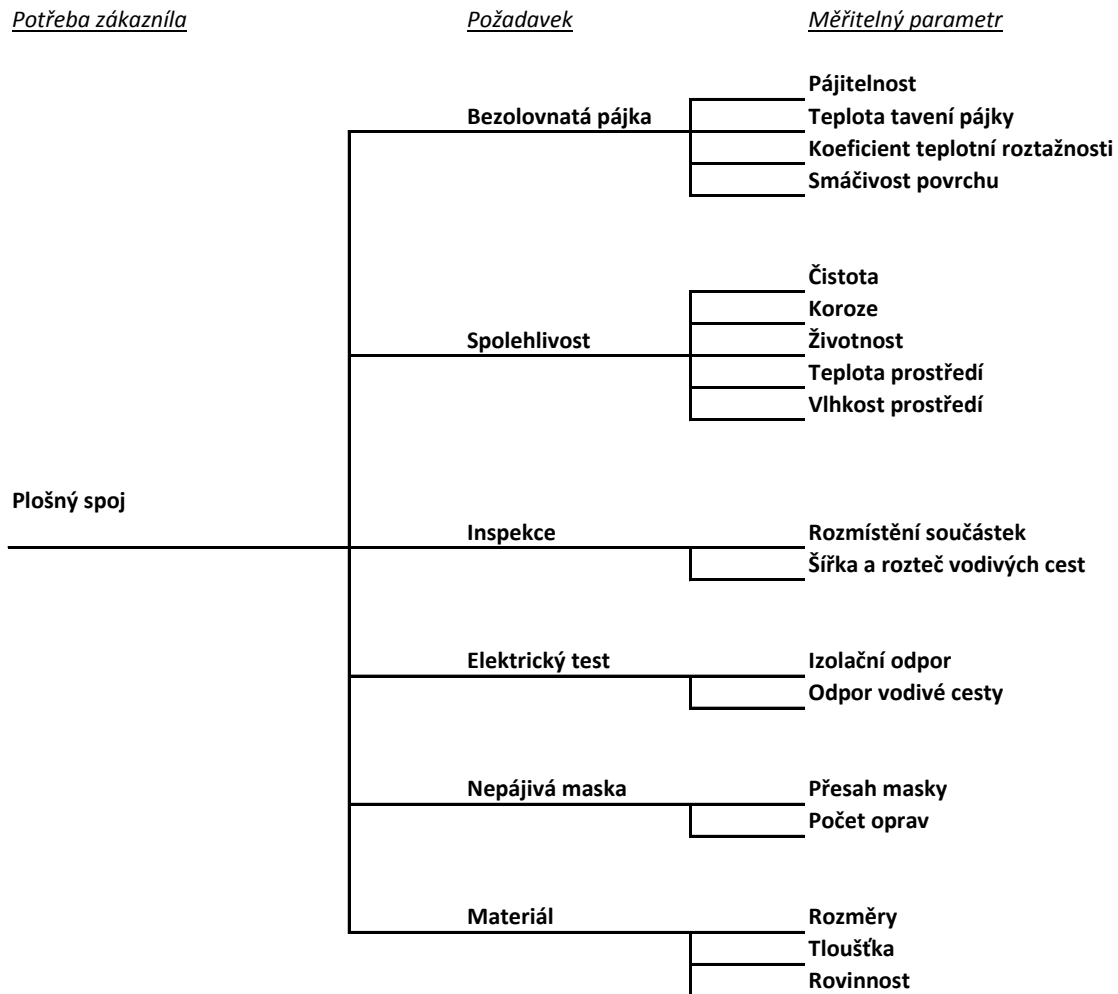 Potřeba zákazníla Požadavek Měřitelný parametr
Pájitelnost
Bezolovnatá pájka Teplota tavení pájky
Koeficient teplotní roztažnosti
Smáčivost povrchu
Čistota
Koroze
Spolehlivost Životnost
Teplota prostředí
Vlhkost prostředí
Plošný spoj
Inspekce Rozmístění součástek
Šířka a rozteč vodivých cest
Elektrický test Izolační odpor
Odpor vodivé cesty
Nepájivá maska Přesah masky
Počet oprav
Materiál Rozměry
Tloušťka
Rovinnost